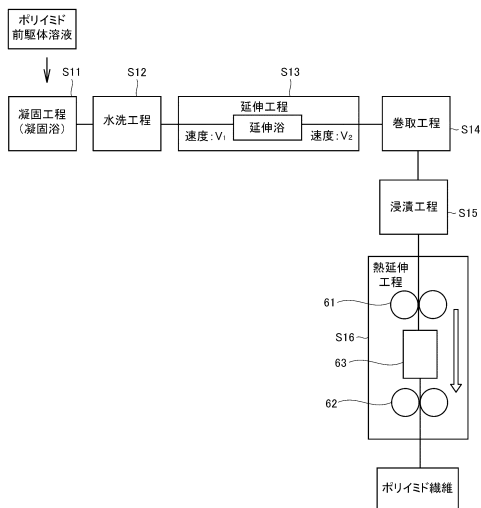 ポリイミド
前駆体溶液
S11
凝固工程
(凝固浴)
S12
水洗工程
S13
延伸工程
速度:V₁
延伸浴
速度:V₂
巻取工程
S14
浸漬工程
S15
熱延伸
工程
61
S16
63
62
ポリイミド繊維